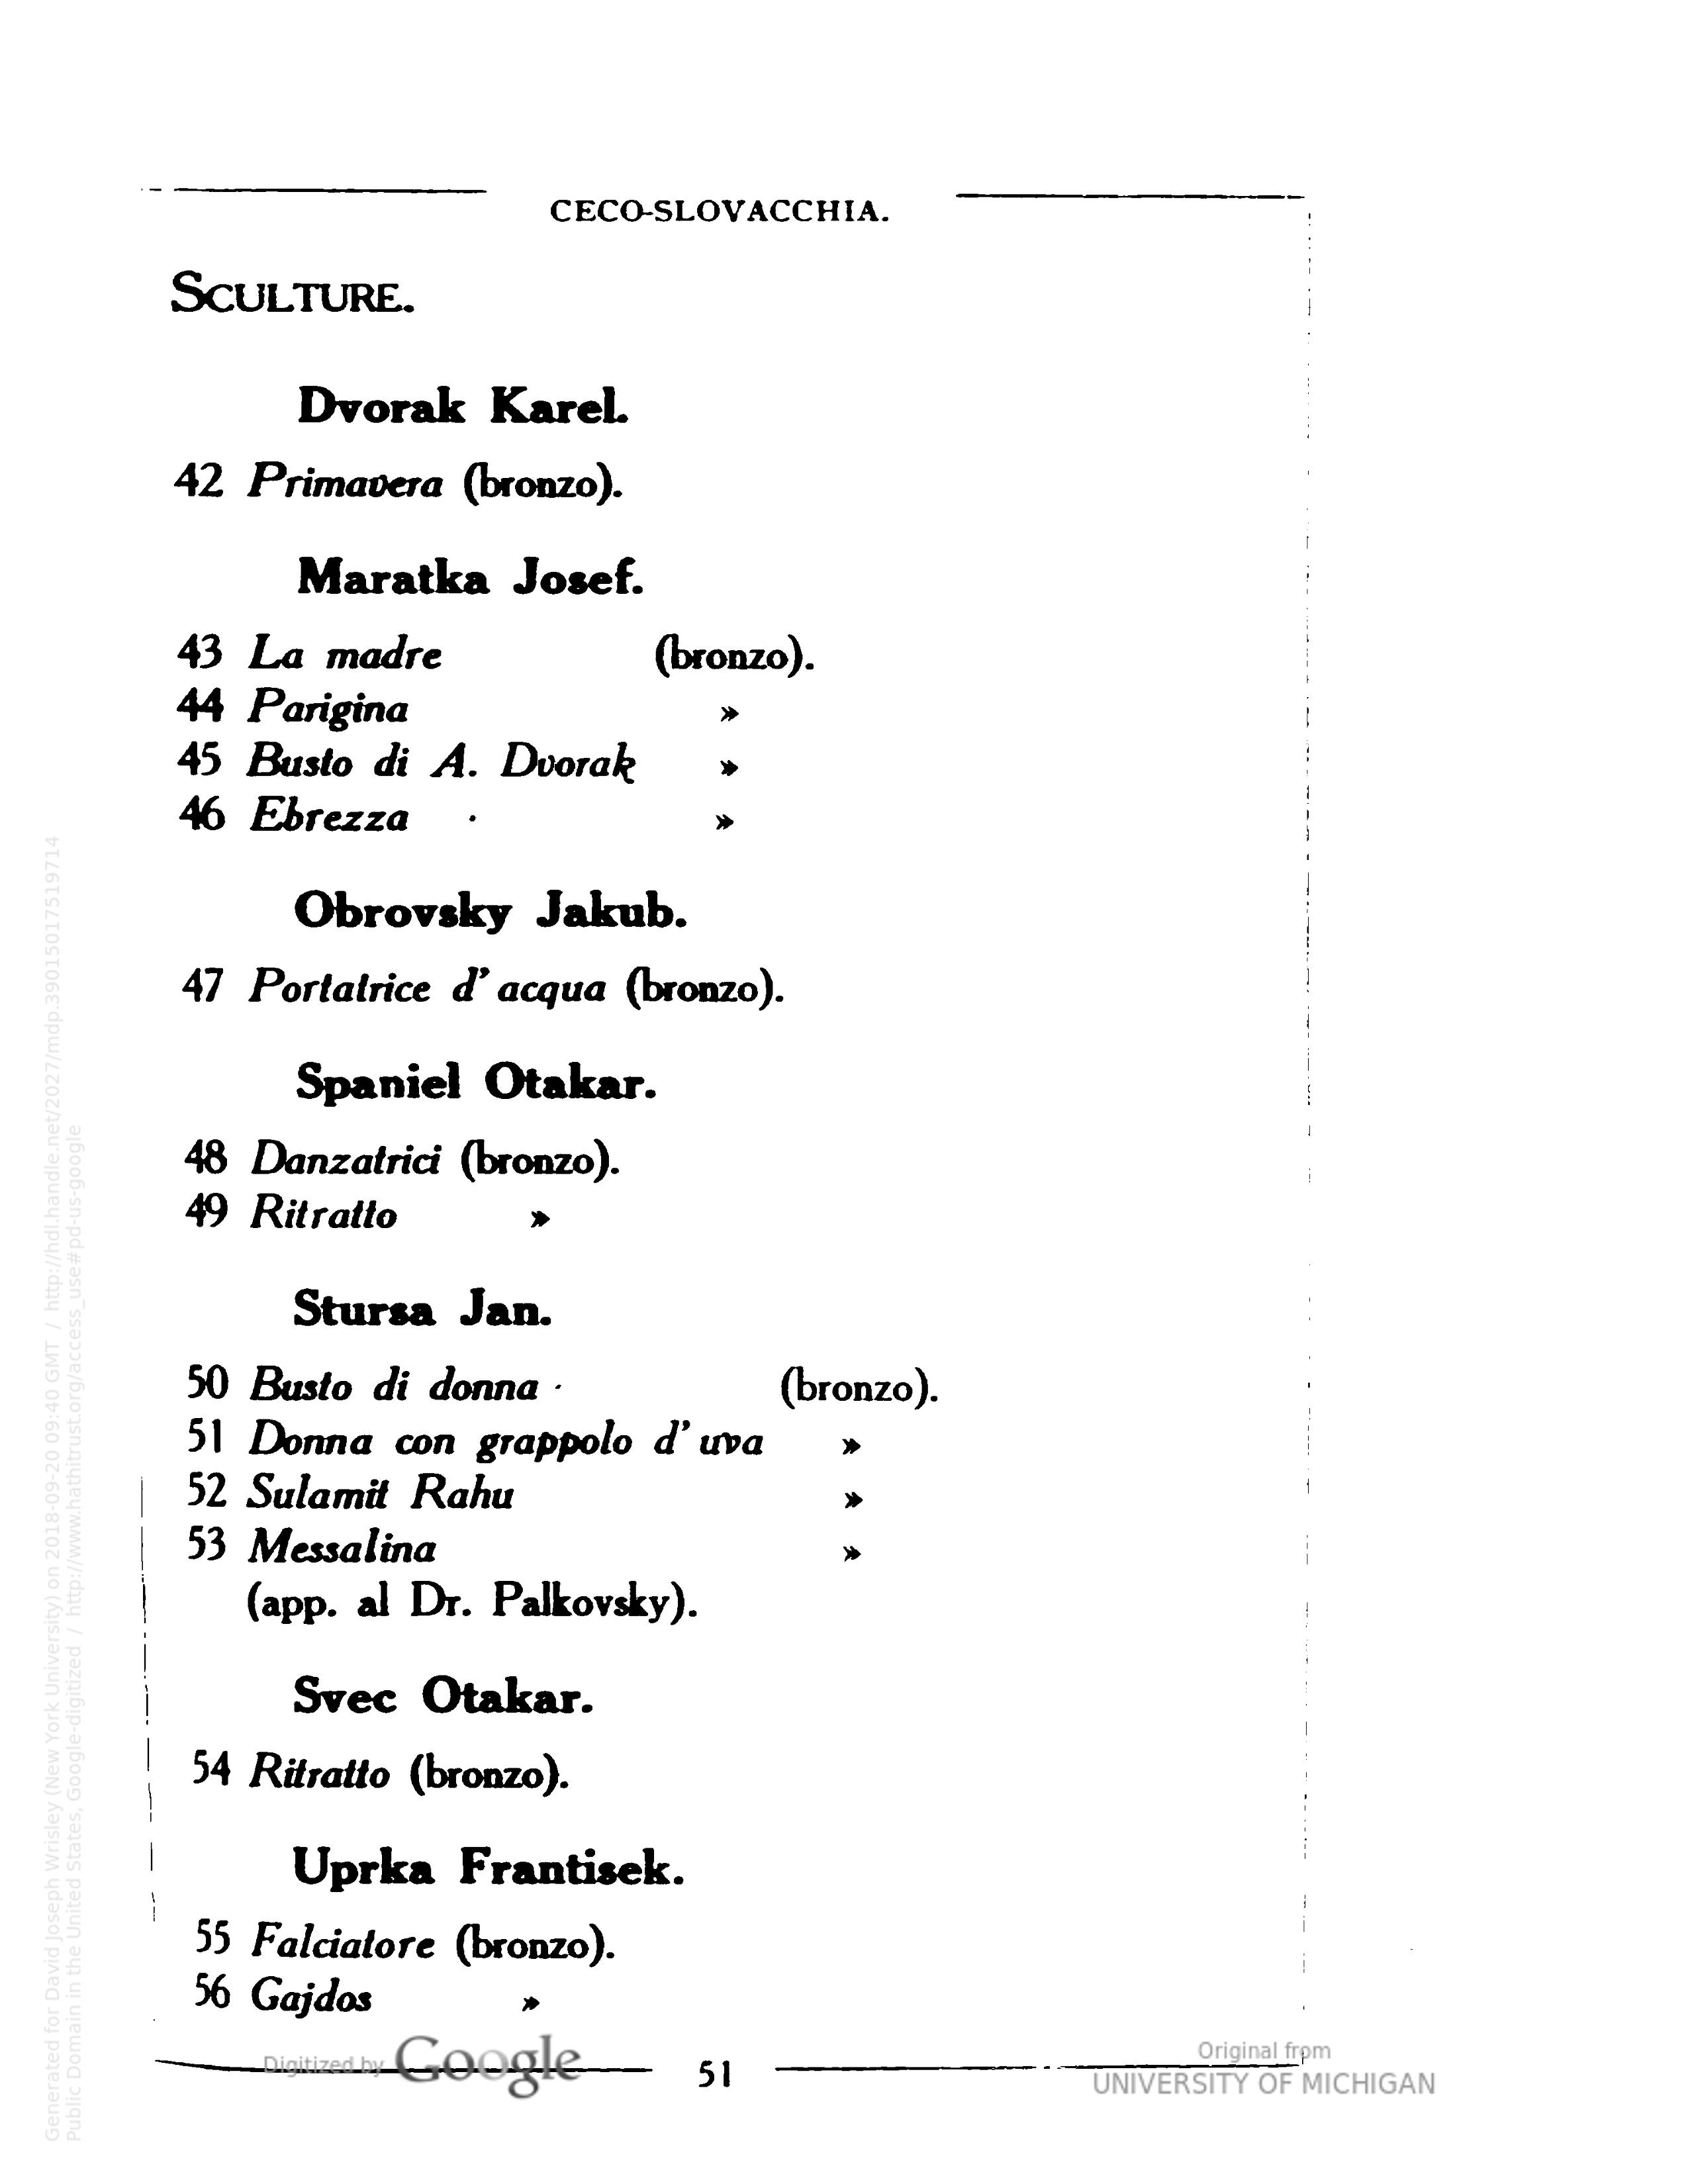 CECO-SLOVACCHIA.
SCULTURE.
Dvorak Karel.
42 Primavera (bronzo).
Maratka Josef.
43 La madre (bronzo).
44 Parigina »
45 Busto di A. Dvorak »
46 Ebrezza »
Obrovsky Jakub.
47 Portatrice d' acqua (bronzo).
Spaniel Otakar.
48 Danzatrici (bronzo).
49 Ritratto »
Stursa Jan.
50 Busto di donna (bronzo).
51 Donna con grappolo d' uva »
52 Sulamit Rahu »
53 Messalina »
(app. al Dr. Palkovsky).
Svec Otakar.
54 Ritratto (bronzo).
Uprka Frantisek.
55 Falciatore (bronzo).
56 Gajdos »
51
Digitized by Google
Original from
UNIVERSITY OF MICHIGAN
Generated for David Joseph Wrisley (New York University) on 2018-09-20 09:40 GMT / http://hdl.handle.net/2027/mdp.39015017519714
Public Domain in the United States, Google-digitized / http://www.hathitrust.org/access_use#pd-us-google